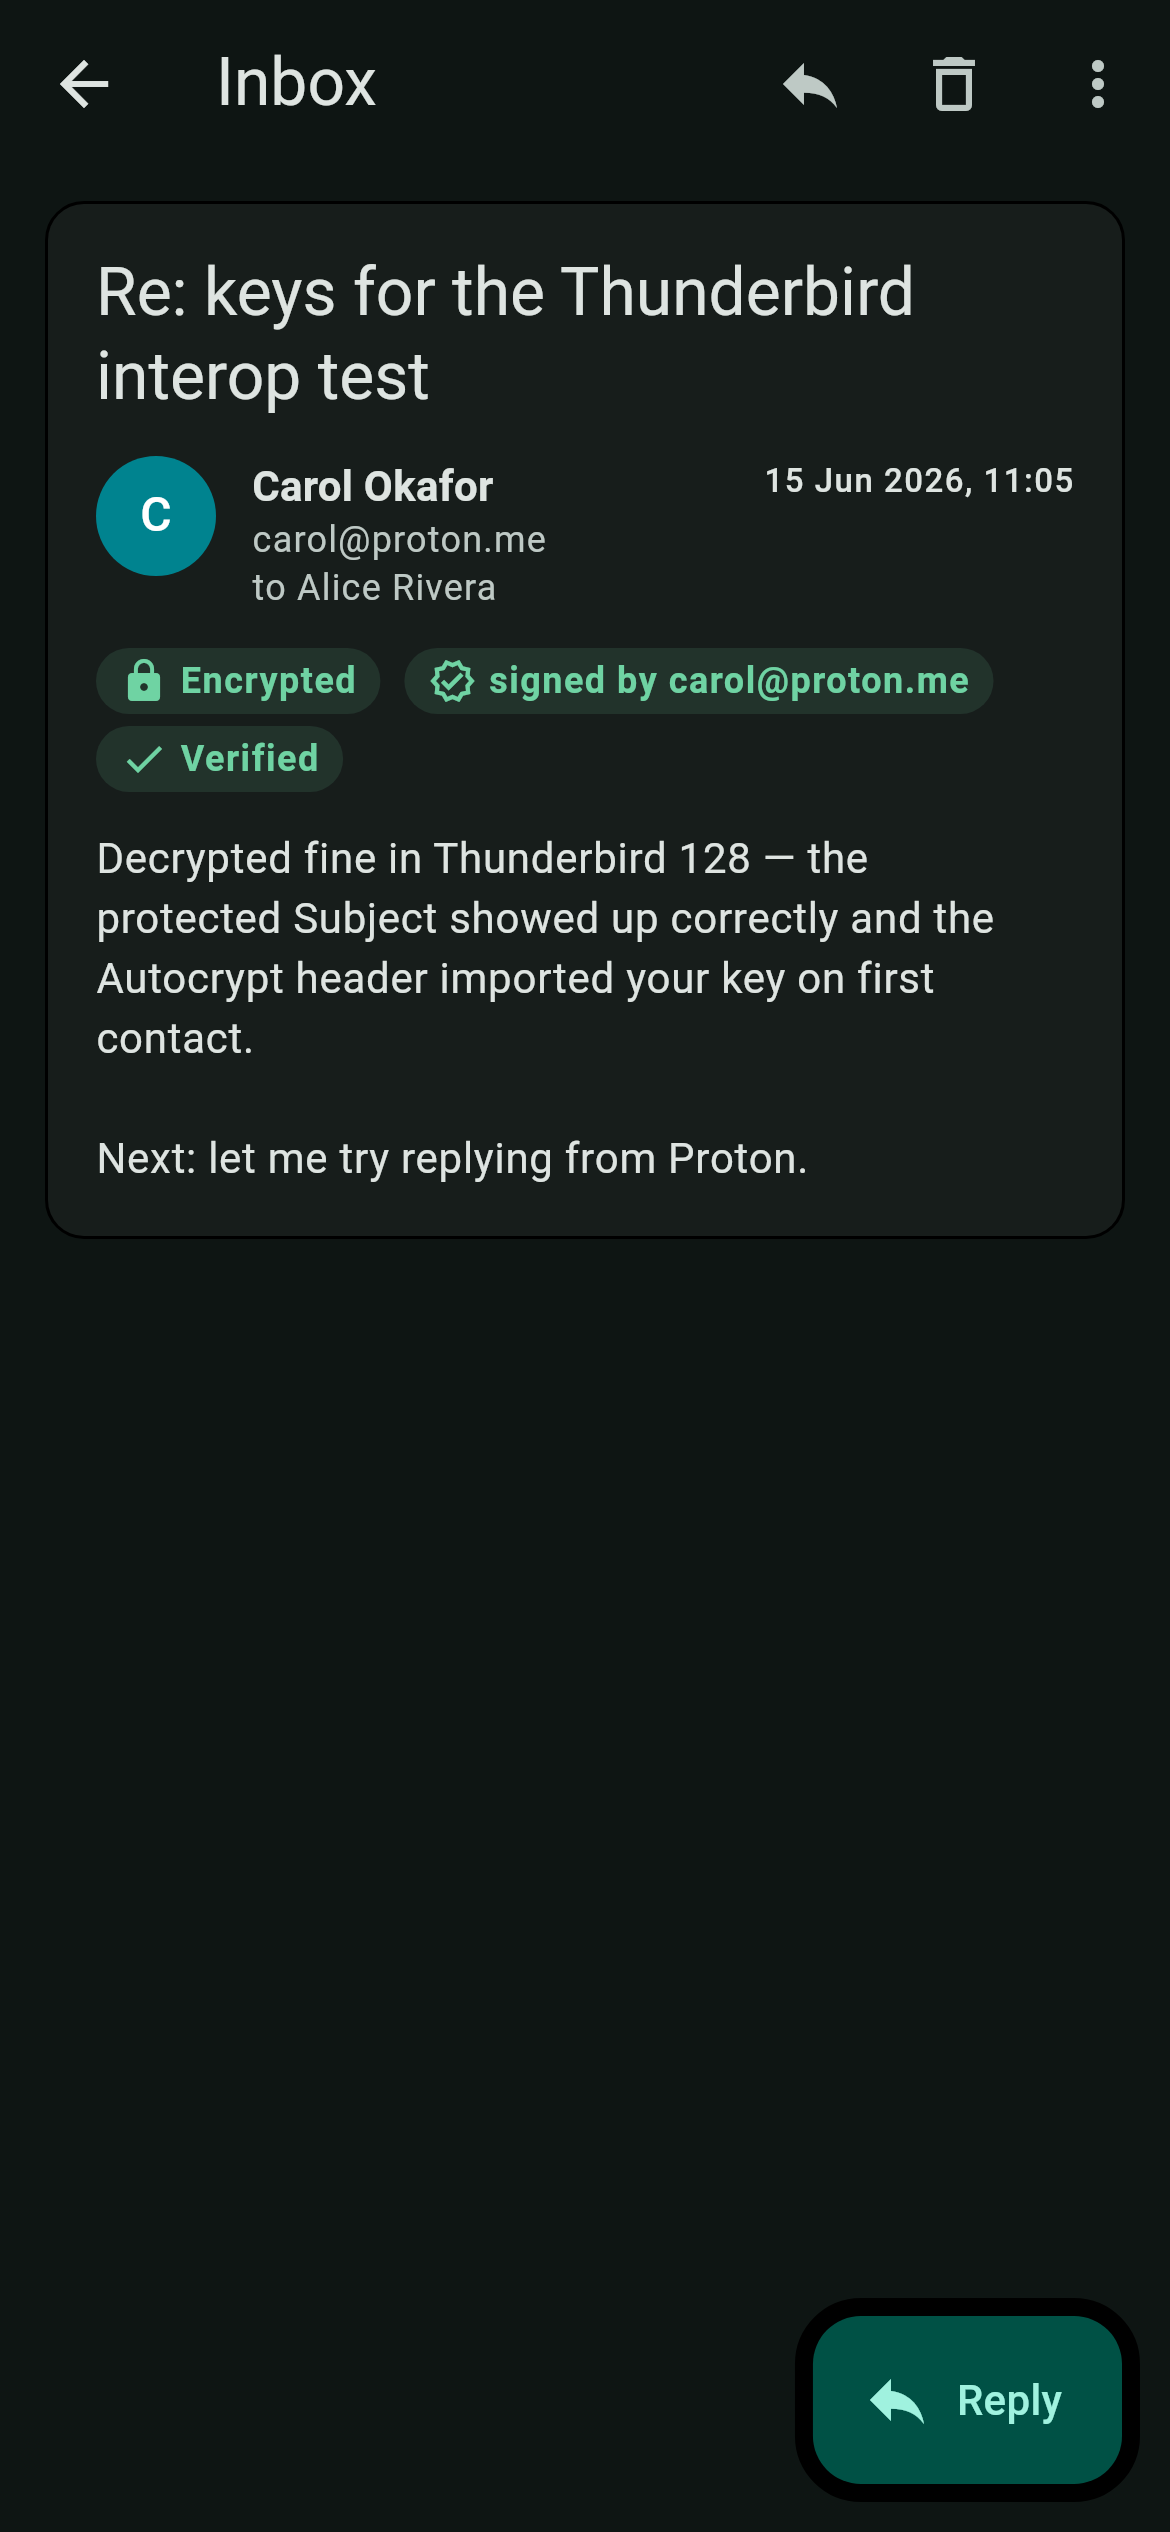 Inbox
Re: keys for the Thunderbird
interop test
C
Carol Okafor
15 Jun 2026, 11:05
carol@proton.me
to Alice Rivera
Encrypted
signed by carol@proton.me
Verified
Decrypted fine in Thunderbird 128 — the
protected Subject showed up correctly and the
Autocrypt header imported your key on first
contact.
Next: let me try replying from Proton.
Reply